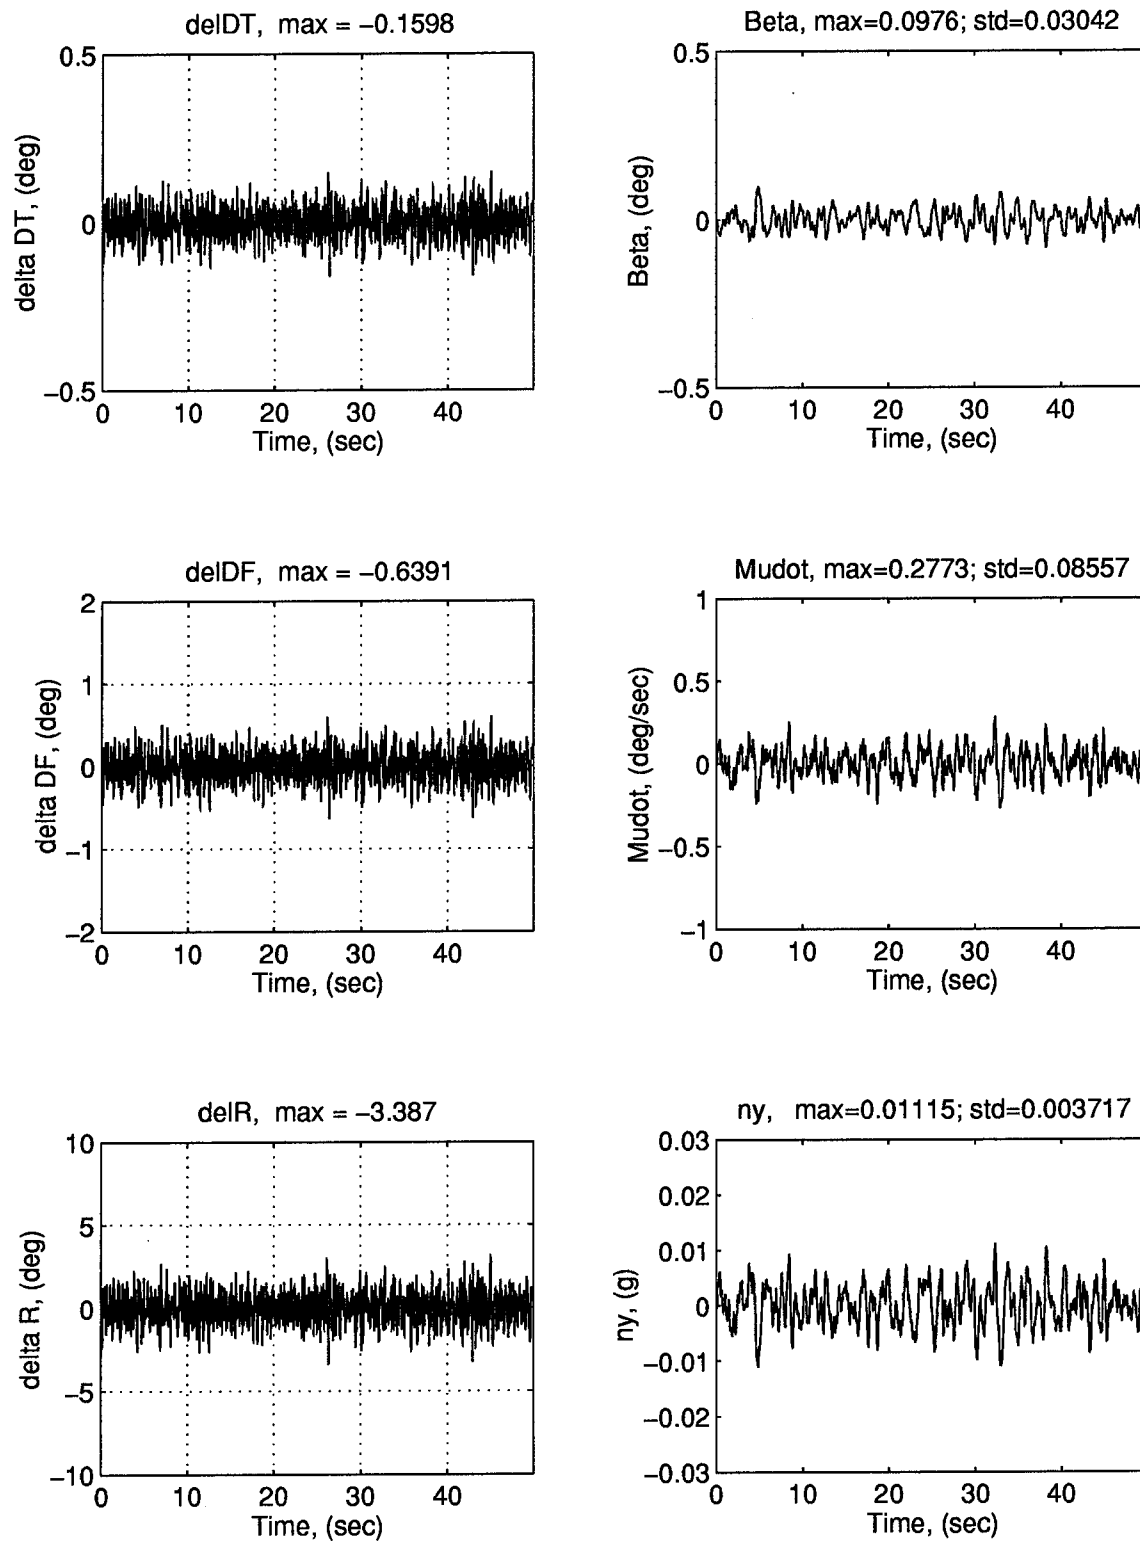 delDT, max = −0.1598
0.5
0
−0.5
delta DT, (deg)
0 10 20 30 40
Time, (sec)
Beta, max=0.0976; std=0.03042
0.5
0
−0.5
Beta, (deg)
0 10 20 30 40
Time, (sec)
delDF, max = −0.6391
2
1
0
−1
−2
delta DF, (deg)
0 10 20 30 40
Time, (sec)
Mudot, max=0.2773; std=0.08557
1
0.5
0
−0.5
−1
Mudot, (deg/sec)
0 10 20 30 40
Time, (sec)
delR, max = −3.387
10
5
0
−5
−10
delta R, (deg)
0 10 20 30 40
Time, (sec)
ny, max=0.01115; std=0.003717
0.03
0.02
0.01
0
−0.01
−0.02
−0.03
ny, (g)
0 10 20 30 40
Time, (sec)